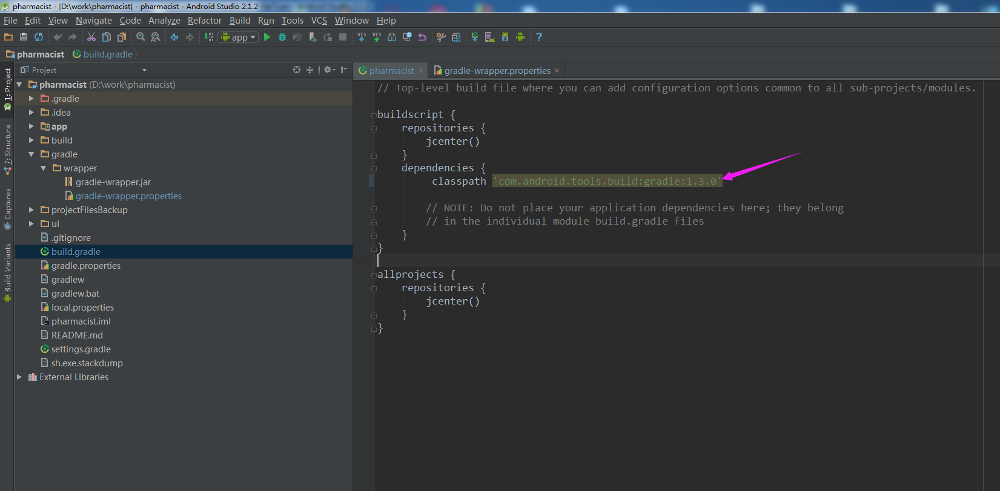 pharmacist - [D:\work\pharmacist] - pharmacist - Android Studio 2.1.2
File Edit View Navigate Code Analyze Refactor Build Run Tools VCS Window Help
app
VCS VCS
?
pharmacist build.gradle
1: Project
7: Structure
Captures
Build Variants
Project
pharmacist (D:\work\pharmacist)
.gradle
.idea
app
build
gradle
wrapper
gradle-wrapper.jar
gradle-wrapper.properties
projectFilesBackup
ui
.gitignore
build.gradle
gradle.properties
gradlew
gradlew.bat
local.properties
pharmacist.iml
README.md
settings.gradle
sh.exe.stackdump
External Libraries
pharmacist × gradle-wrapper.properties ×
// Top-level build file where you can add configuration options common to all sub-projects/modules.
buildscript {
repositories {
jcenter()
}
dependencies {
classpath 'com.android.tools.build:gradle:1.3.0'
// NOTE: Do not place your application dependencies here; they belong
// in the individual module build.gradle files
}
}
allprojects {
repositories {
jcenter()
}
}